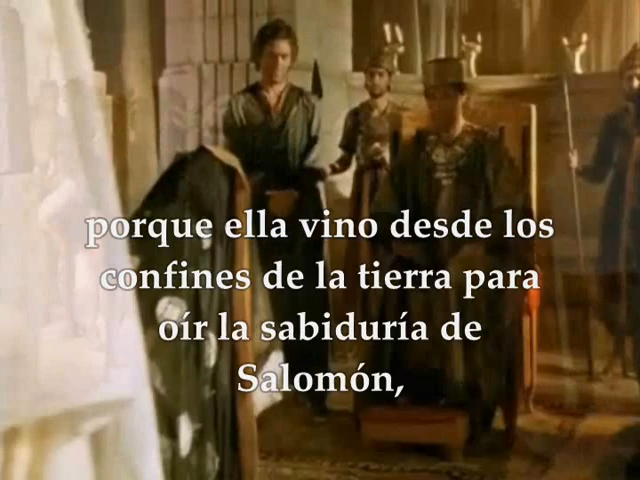 porque ella vino desde los
confines de la tierra para
oír la sabiduría de
Salomón,